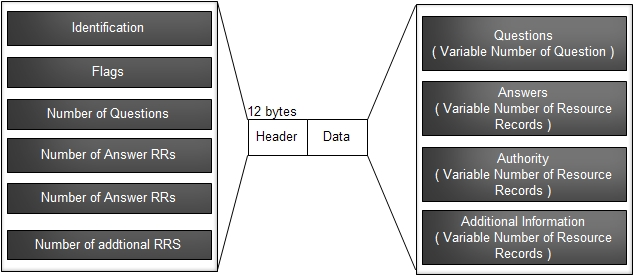 Identification
Flags
Number of Questions
Number of Answer RRs
Number of Answer RRs
Number of addtional RRS
12 bytes
Header
Data
Questions
( Variable Number of Question )
Answers
( Variable Number of Resource
Records )
Authority
( Variable Number of Resource
Records )
Additional Information
( Variable Number of Resource
Records )